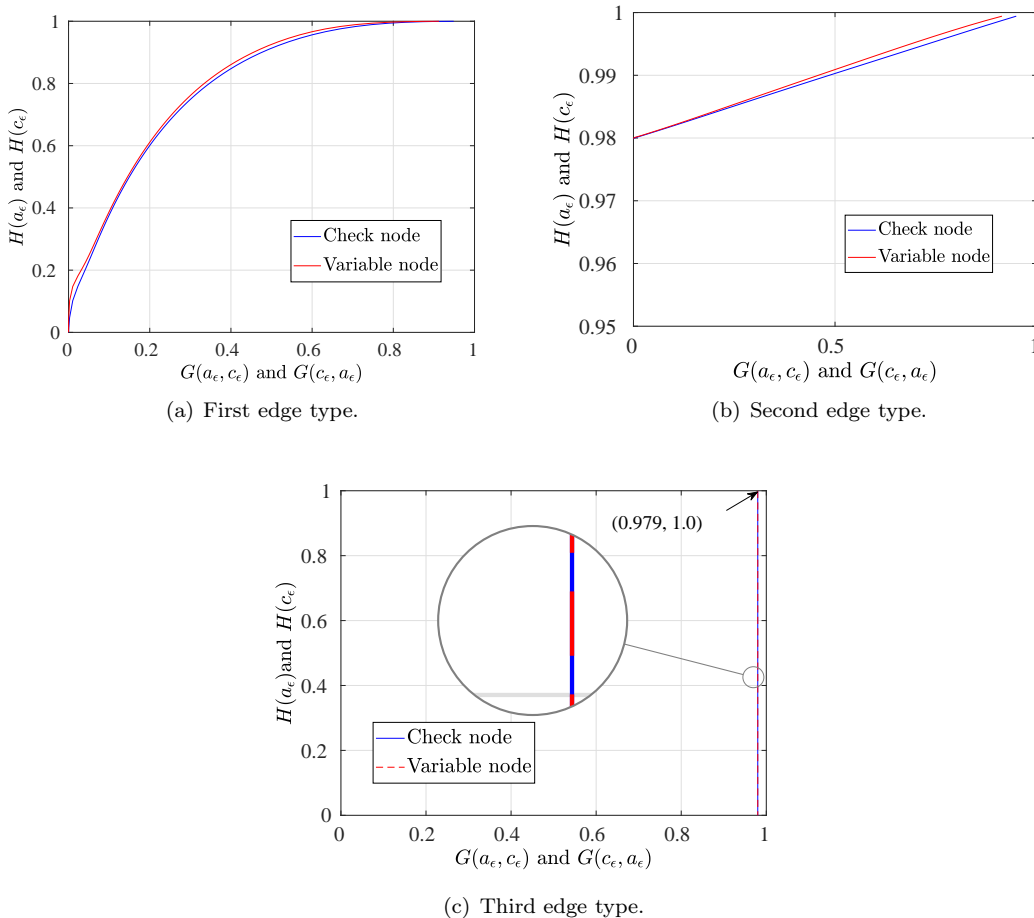 1
0.8
0.6
0.4
0.2
0
0
0.2
0.4
0.6
0.8
1
H(a_ϵ) and H(c_ϵ)
Check node
Variable node
G(a_ϵ, c_ϵ) and G(c_ϵ, a_ϵ)
(a) First edge type.
1
0.99
0.98
0.97
0.96
0.95
0
0.5
1
H(a_ϵ) and H(c_ϵ)
Check node
Variable node
G(a_ϵ, c_ϵ) and G(c_ϵ, a_ϵ)
(b) Second edge type.
1
0.8
0.6
0.4
0.2
0
0
0.2
0.4
0.6
0.8
1
H(a_ϵ)and H(c_ϵ)
(0.979, 1.0)
Check node
Variable node
G(a_ϵ, c_ϵ) and G(c_ϵ, a_ϵ)
(c) Third edge type.